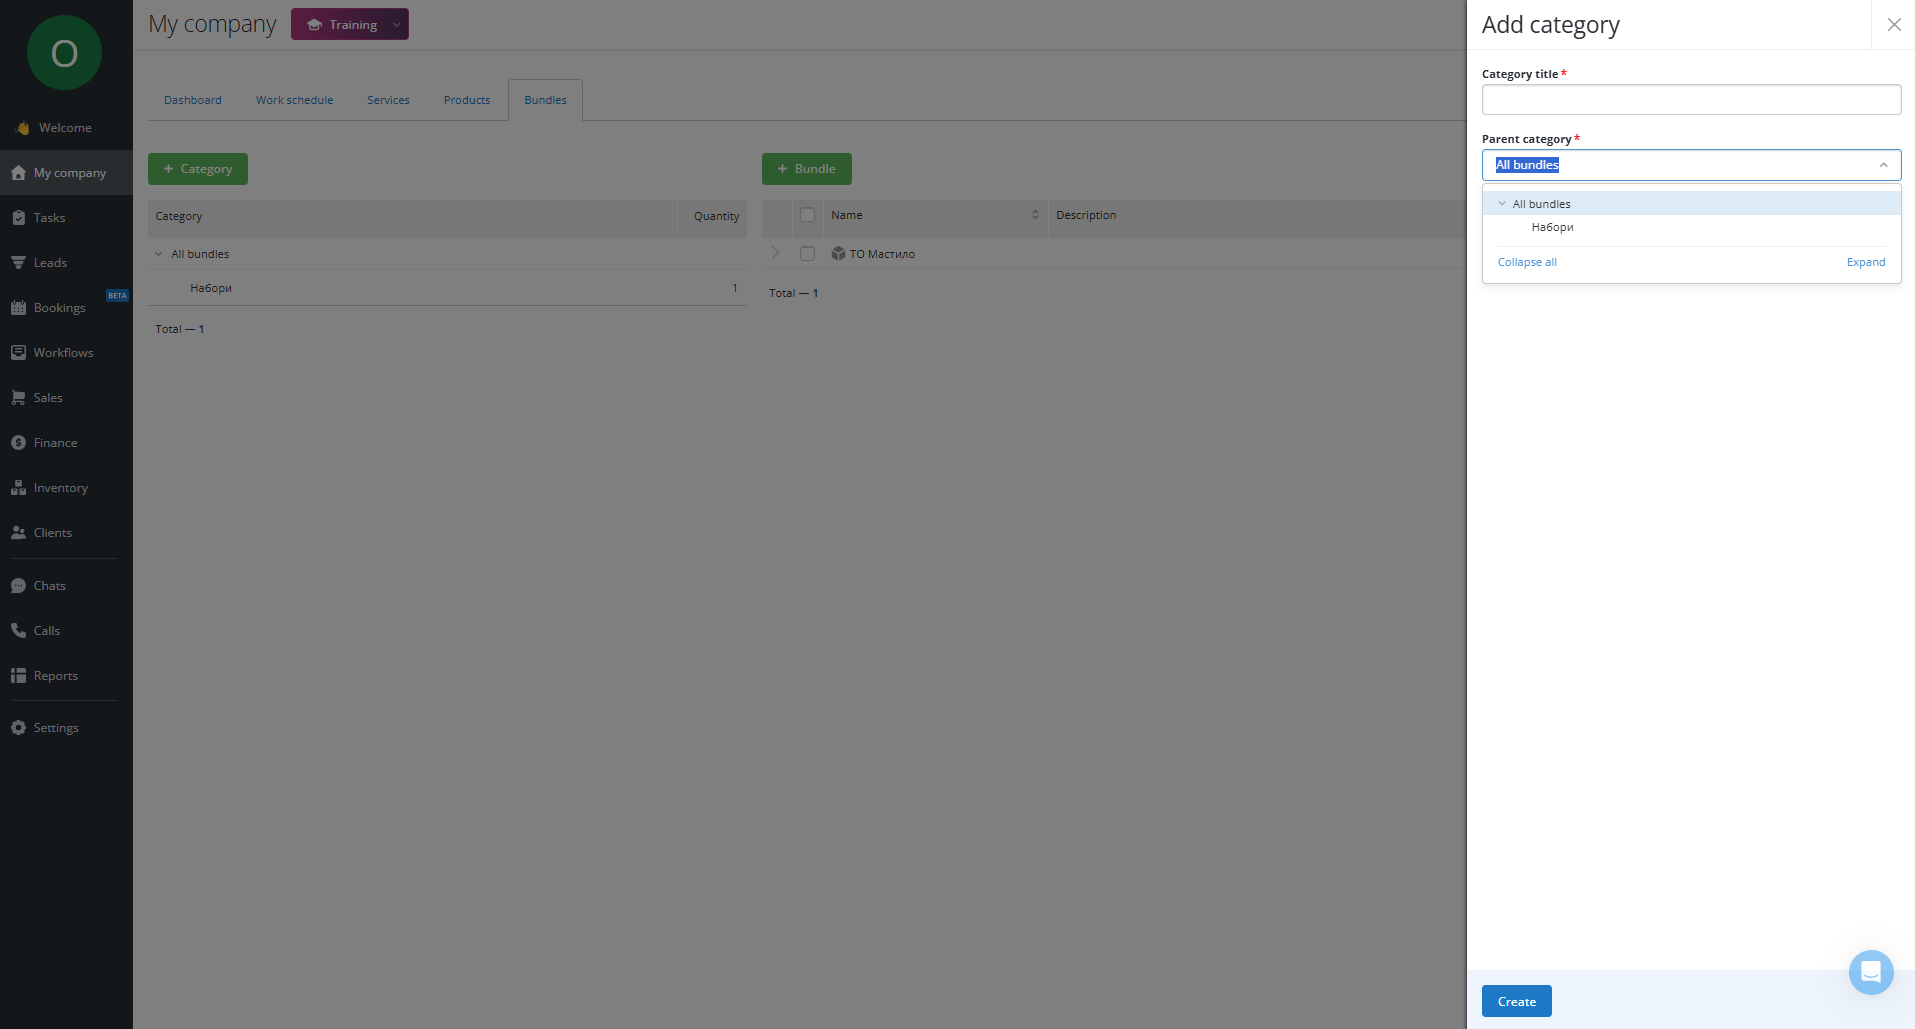 O
Welcome
My company
Tasks
Leads
BETA
Bookings
Workflows
Sales
Finance
Inventory
Clients
Chats
Calls
Reports
Settings
My company Training
Dashboard Work schedule Services Products Bundles
+ Category
Category Quantity
All bundles
Набори 1
Total — 1
+ Bundle
Name Description
ТО Мастило
Total — 1
Add category
Category title*
Parent category*
All bundles
All bundles
Набори
Collapse all Expand
Create